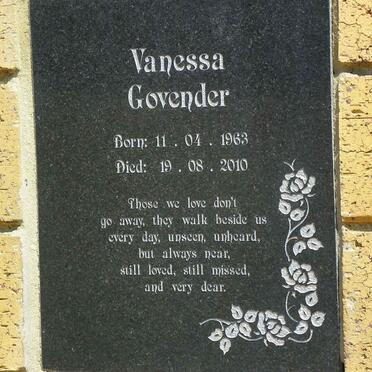 Vanessa
Govender
Born: 11 . 04 . 1963
Died: 19 . 08 . 2010
Those we love don't
go away, they walk beside us
every day, unseen, unheard,
but always near,
still loved, still missed,
and very dear.